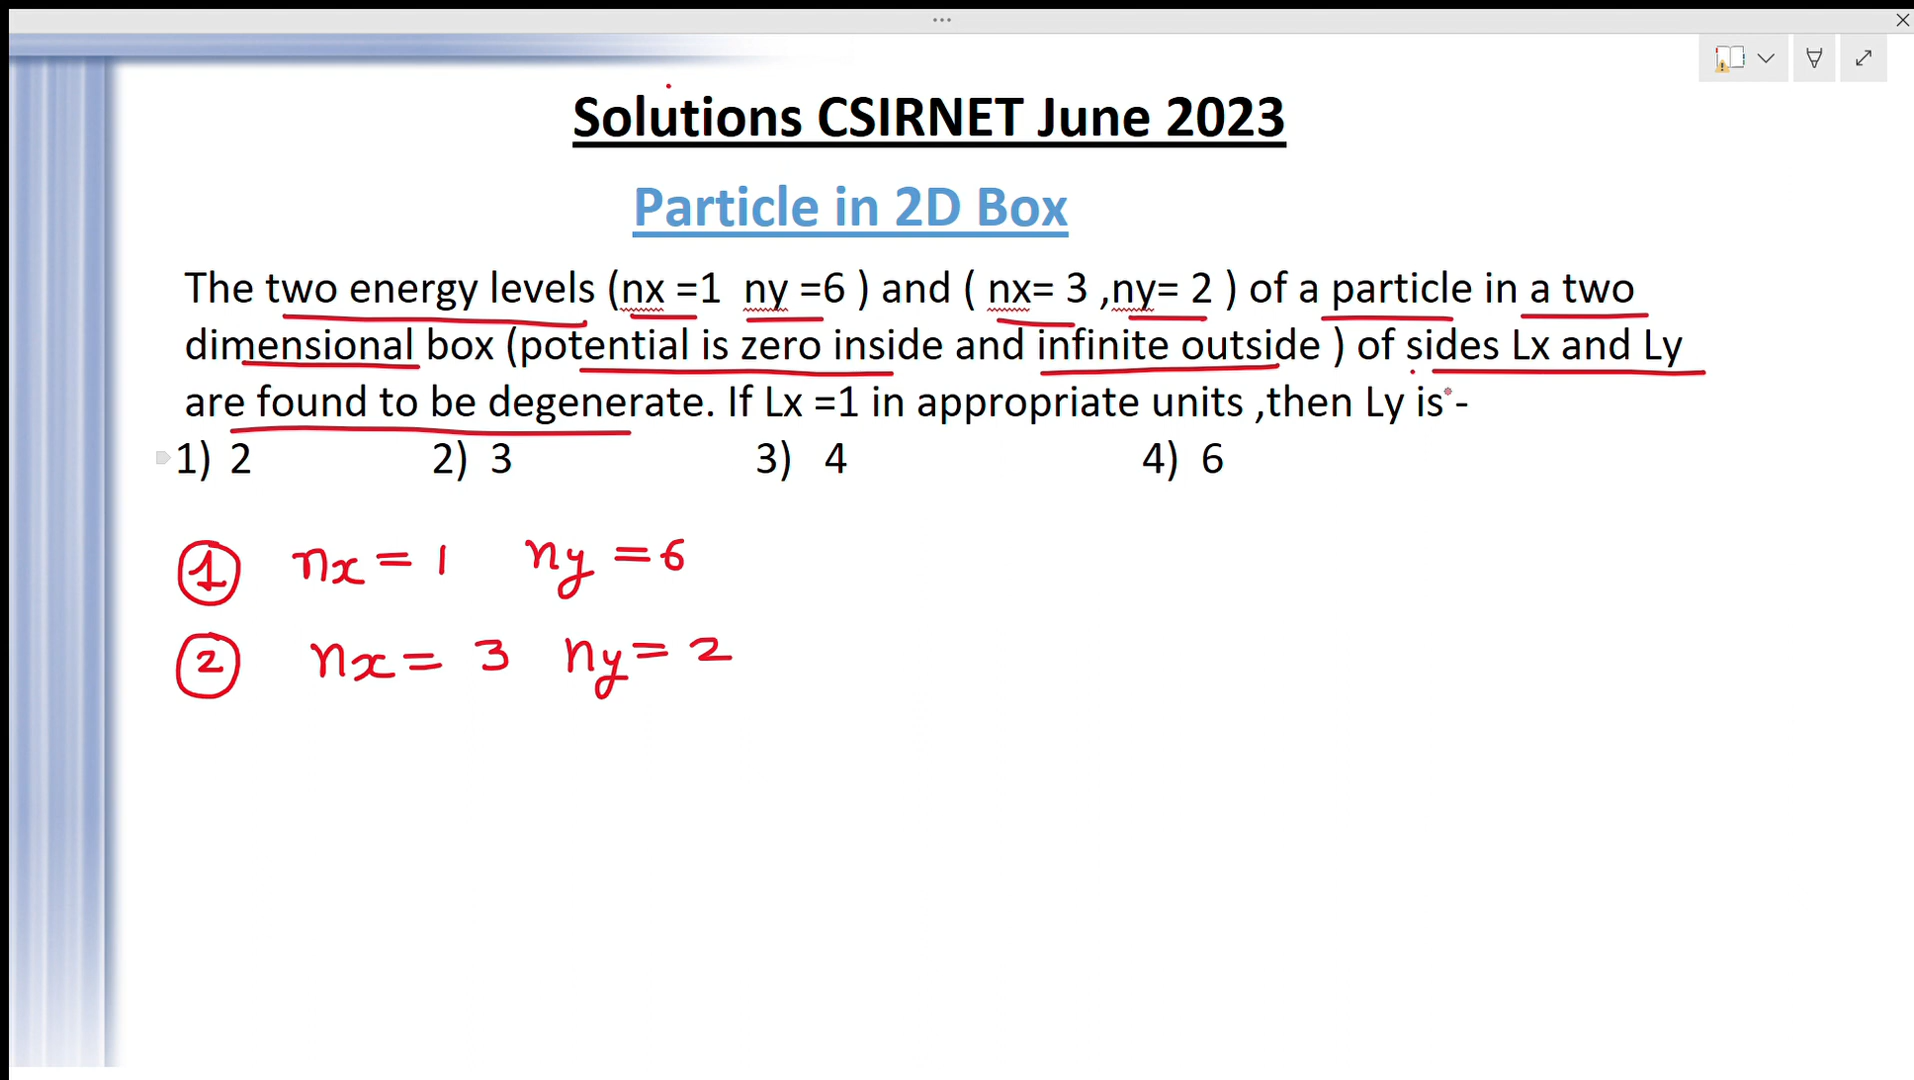 Solutions CSIRNET June 2023
Particle in 2D Box
The two energy levels (nx =1 ny =6 ) and ( nx= 3 ,ny= 2 ) of a particle in a two
dimensional box (potential is zero inside and infinite outside ) of sides Lx and Ly
are found to be degenerate. If Lx =1 in appropriate units ,then Ly is -
1) 2 2) 3 3) 4 4) 6
1 nx = 1 ny = 6
2 nx = 3 ny = 2